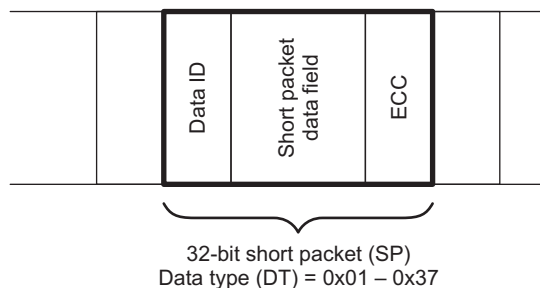 Data ID
Short packet
data field
ECC
32-bit short packet (SP)
Data type (DT) = 0x01 – 0x37